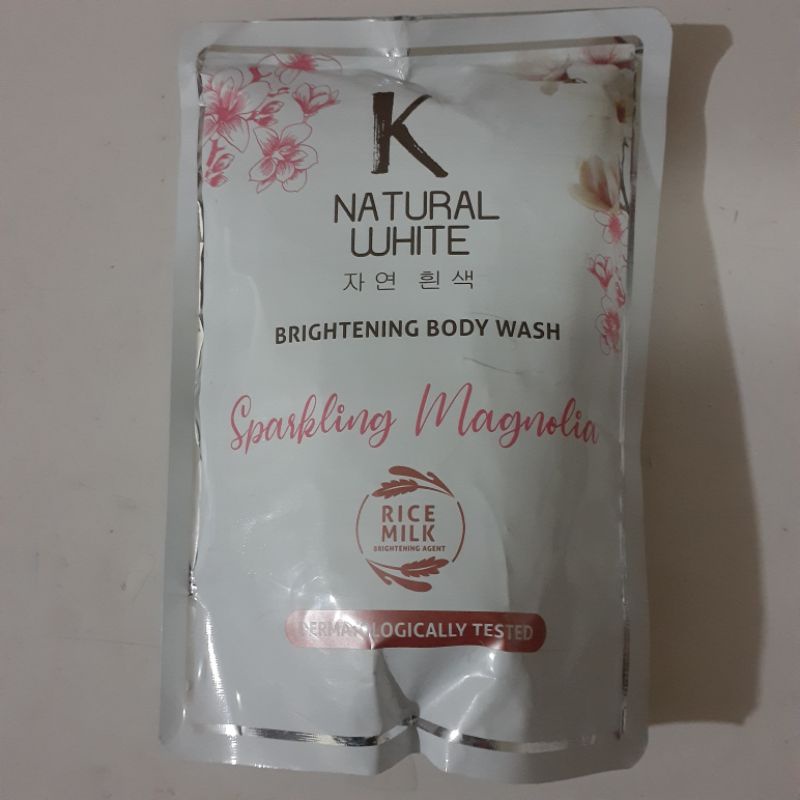 K
NATURAL
WHITE
자연 흰색
BRIGHTENING BODY WASH
Sparkling Magnolia
RICE
MILK
BRIGHTENING AGENT
DERMATOLOGICALLY TESTED